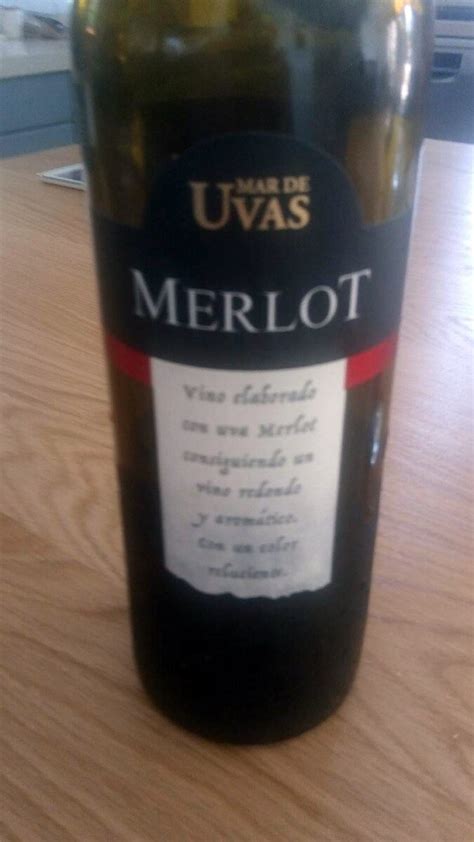 MAR DE
UVAS
MERLOT
Vino elaborado
con uva Merlot
consiguiendo un
vino redondo
y aromático.
Con un color
reluciente.